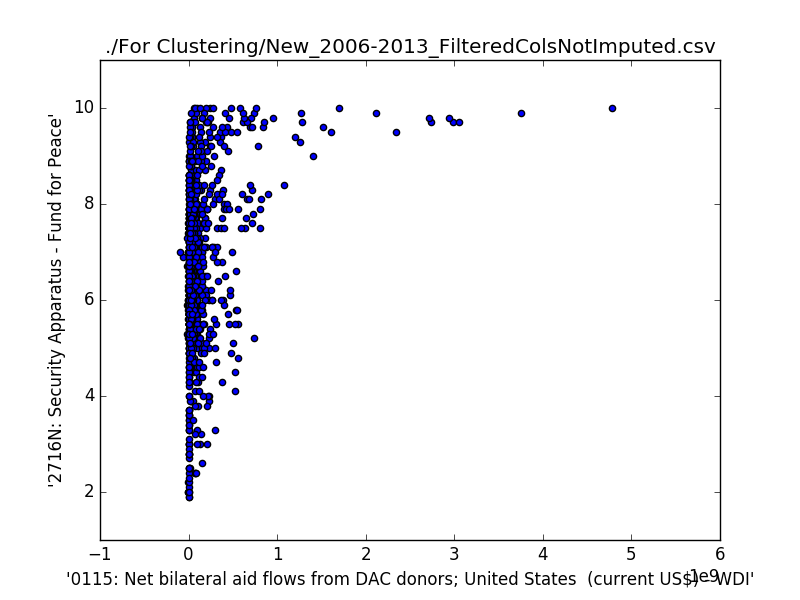 ./For Clustering/New_2006-2013_FilteredColsNotImputed.csv
'2716N: Security Apparatus - Fund for Peace'
10
8
6
4
2
−1 0 1 2 3 4 5 6
1e9
'0115: Net bilateral aid flows from DAC donors; United States (current US$) - WDI'